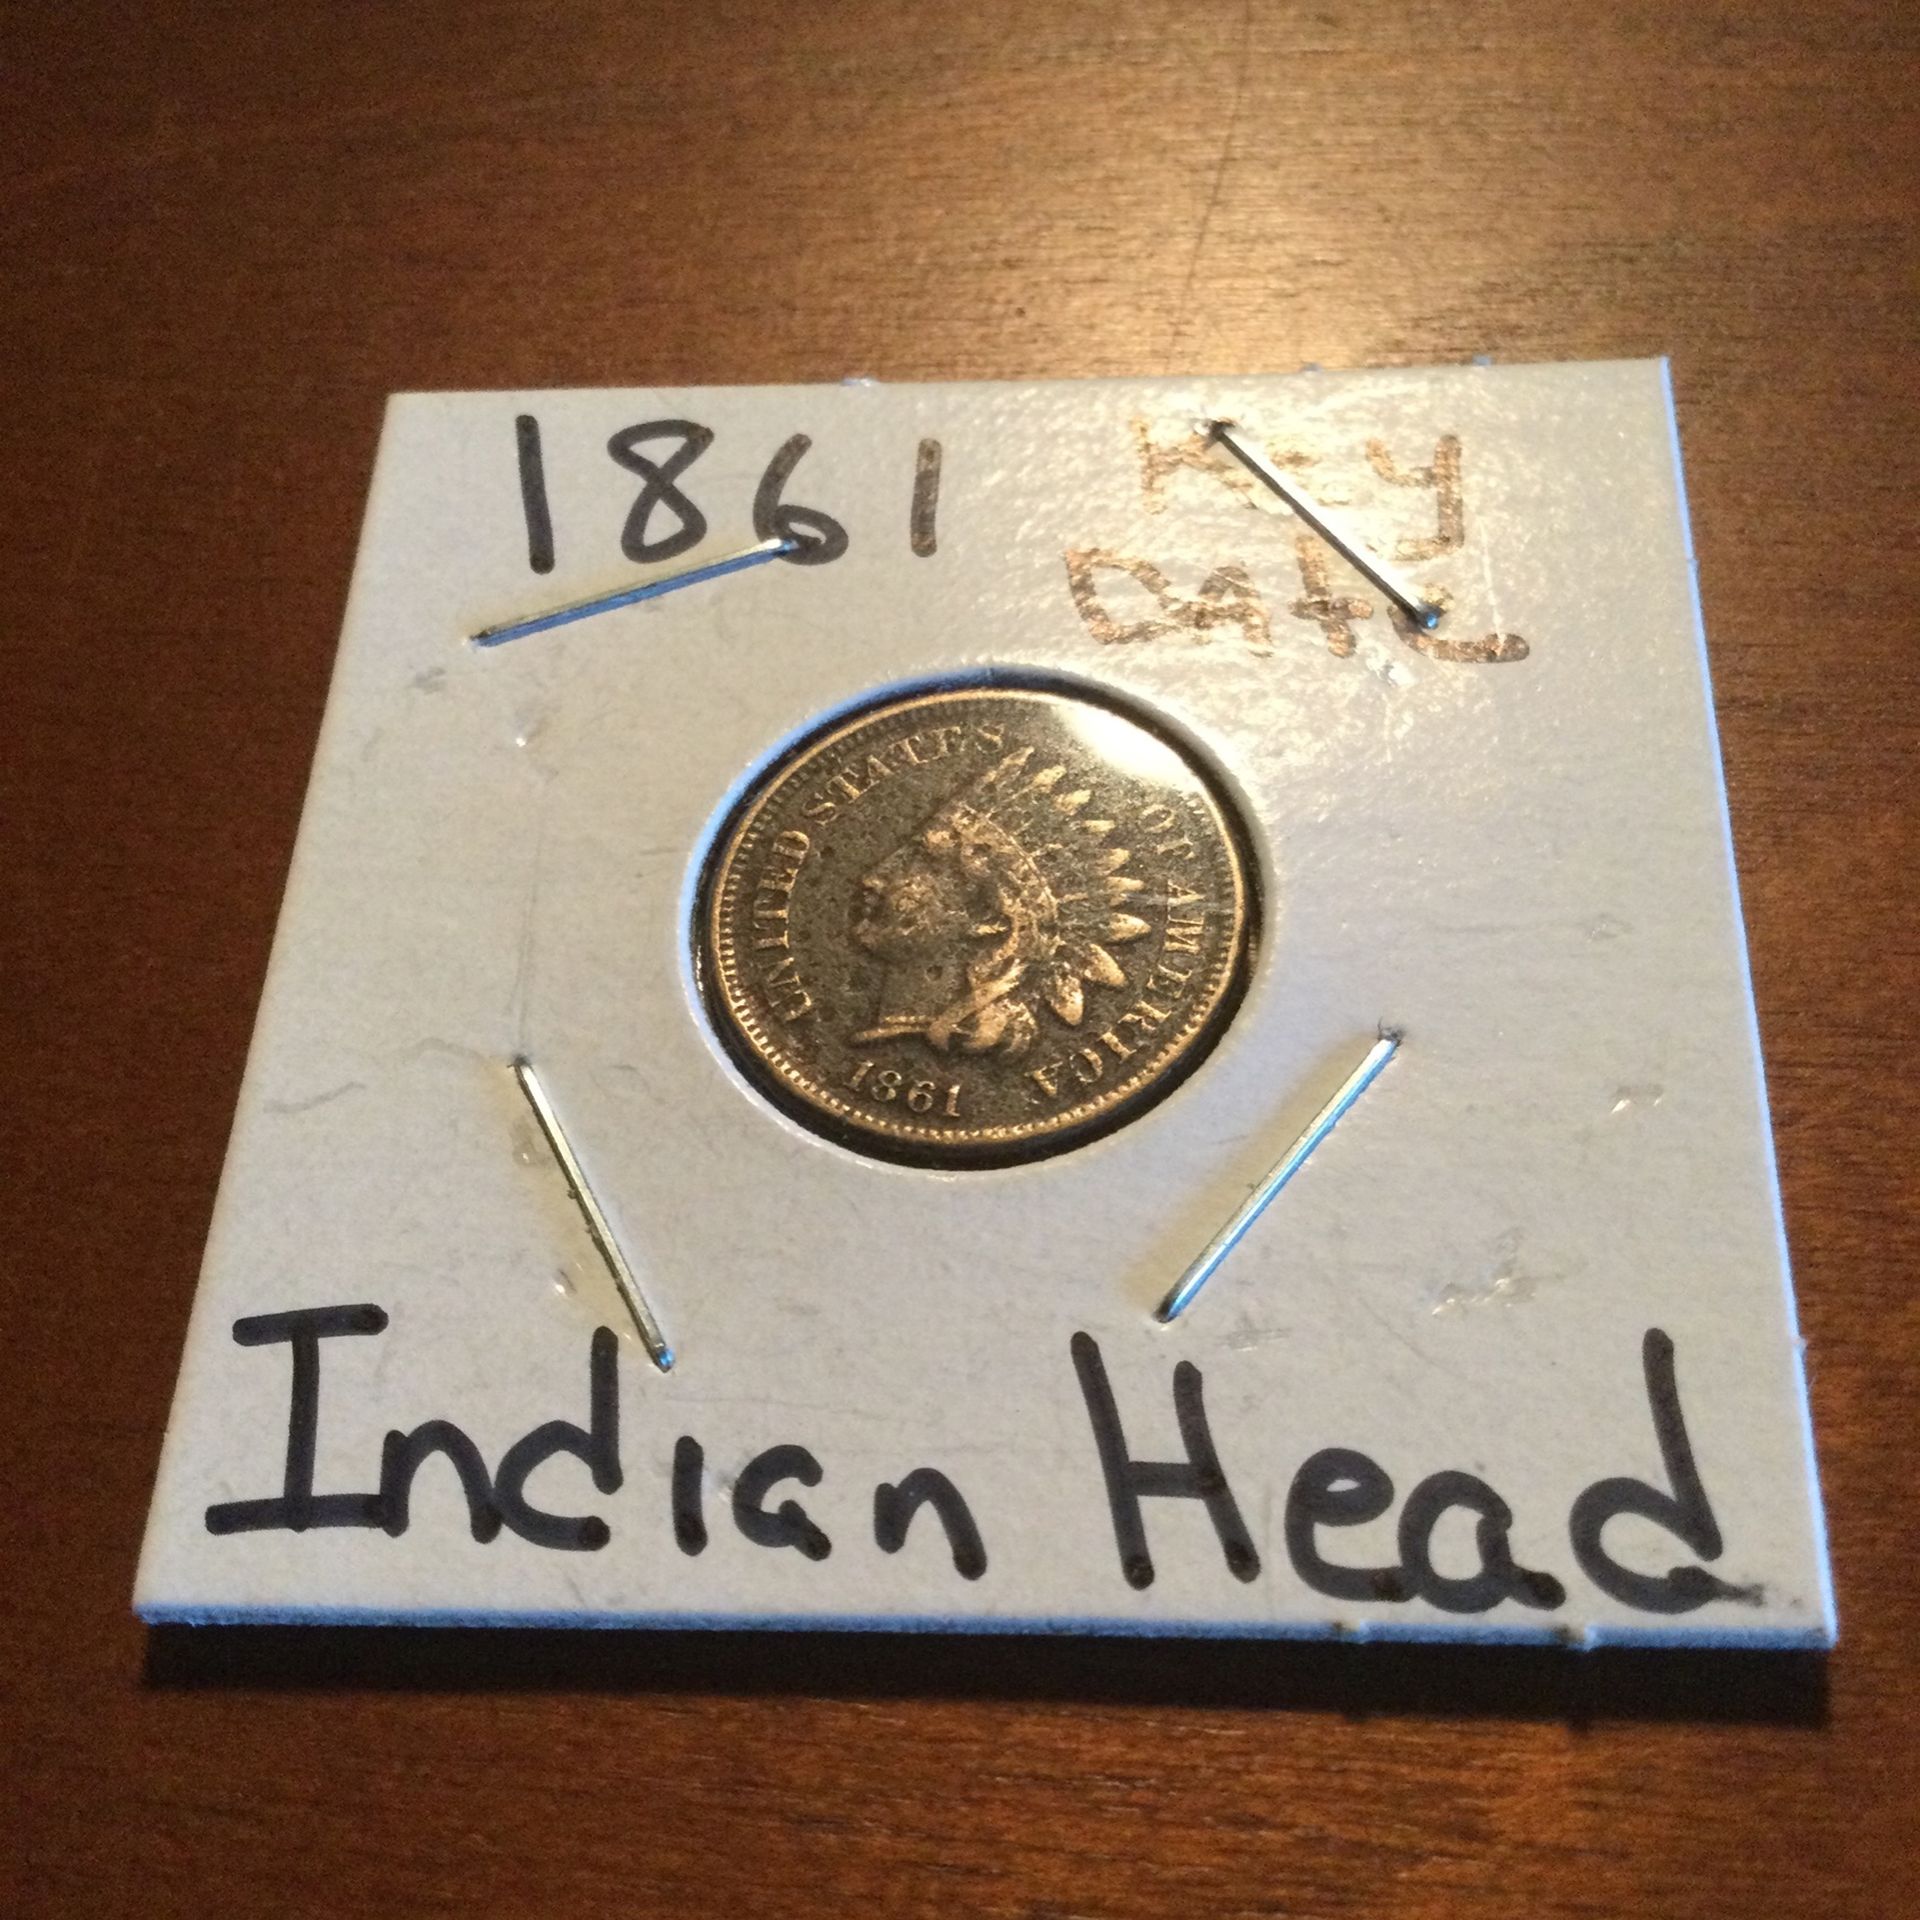 1861 Key
Date
UNITED STATES OF AMERICA
1861
Indian Head